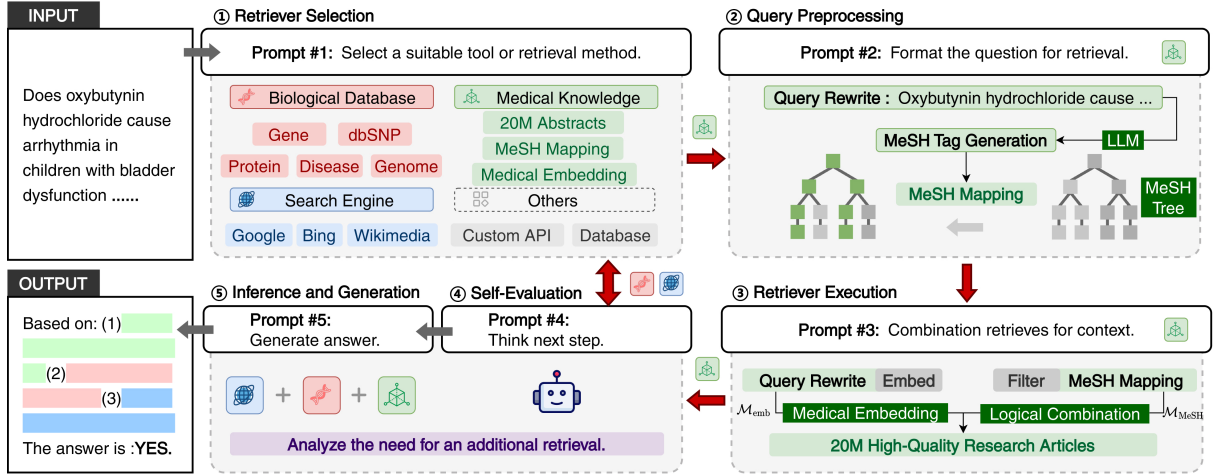 INPUT
Does oxybutynin
hydrochloride cause
arrhythmia in
children with bladder
dysfunction ......
① Retriever Selection
Prompt #1: Select a suitable tool or retrieval method.
Biological Database
Gene
dbSNP
Protein
Disease
Genome
Search Engine
Google
Bing
Wikimedia
Medical Knowledge
20M Abstracts
MeSH Mapping
Medical Embedding
Others
Custom API
Database
② Query Preprocessing
Prompt #2: Format the question for retrieval.
Query Rewrite : Oxybutynin hydrochloride cause ...
LLM
MeSH Tag Generation
MeSH Mapping
MeSH
Tree
③ Retriever Execution
Prompt #3: Combination retrieves for context.
Query Rewrite
Embed
Filter
MeSH Mapping
ℳemb
Medical Embedding
Logical Combination
ℳMeSH
20M High-Quality Research Articles
④ Self-Evaluation
Prompt #4:
Think next step.
⑤ Inference and Generation
Prompt #5:
Generate answer.
+
+
Analyze the need for an additional retrieval.
OUTPUT
Based on: (1)
(2)
(3)
The answer is :YES.